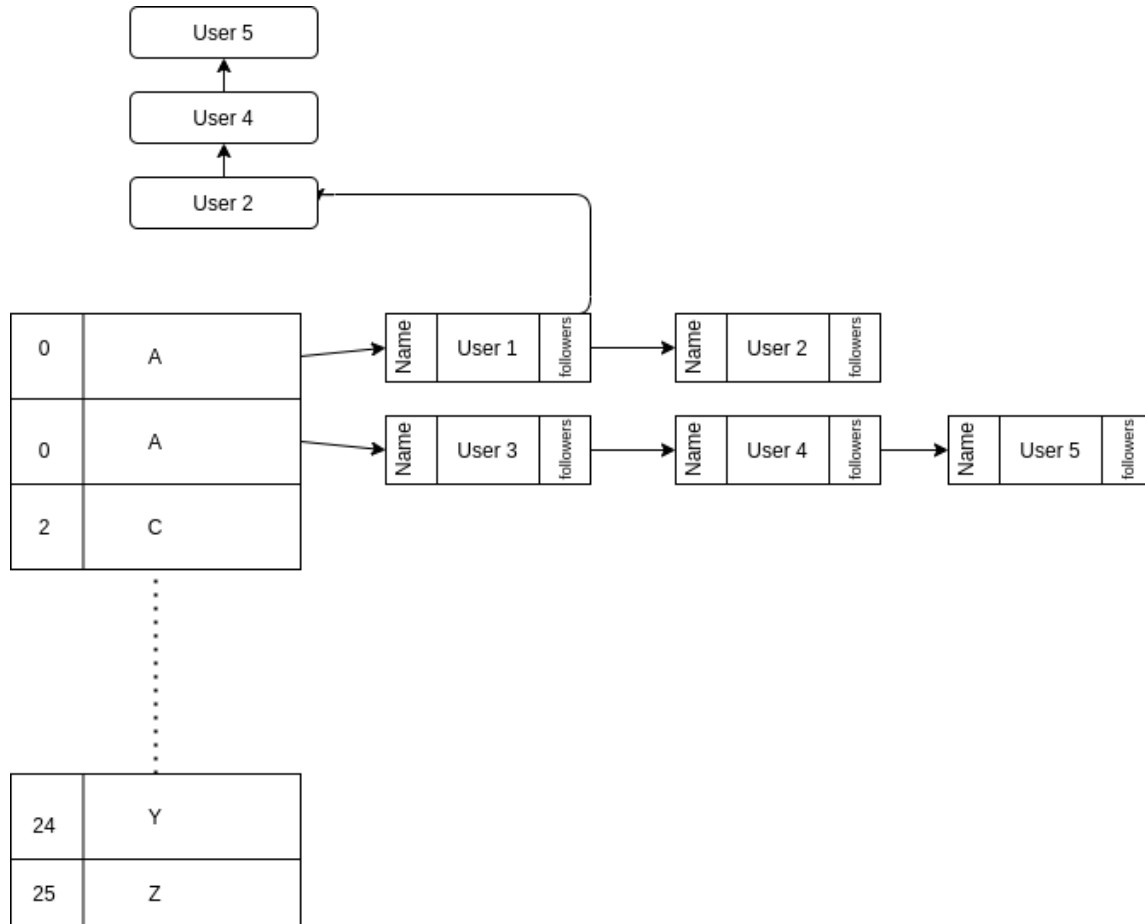 User 5
User 4
User 2
0 A Name User 1 followers Name User 2 followers
0 A Name User 3 followers Name User 4 followers Name User 5 followers
2 C
24 Y
25 Z